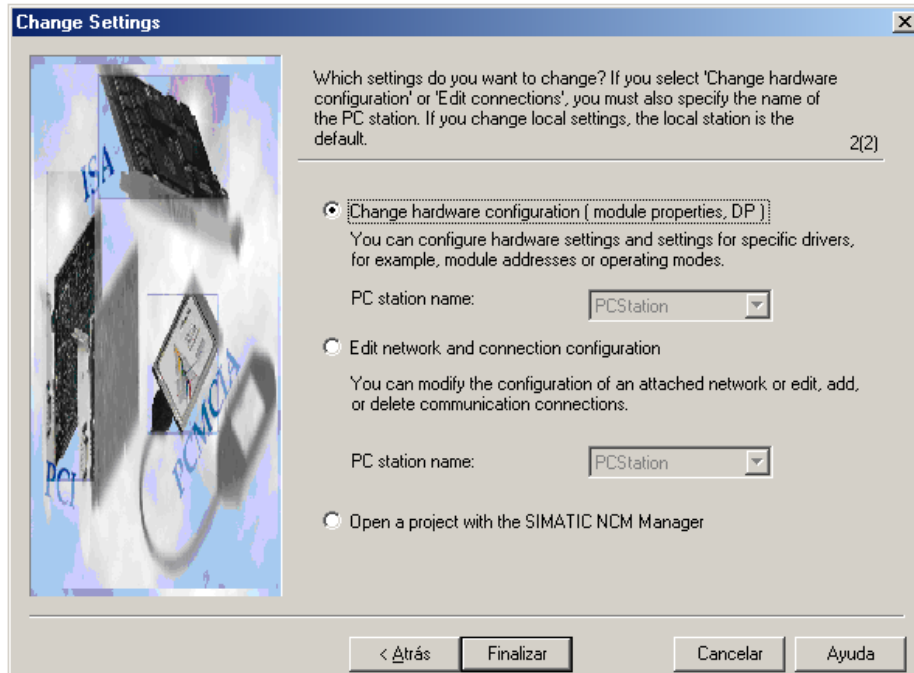 Change Settings
Which settings do you want to change? If you select 'Change hardware
configuration' or 'Edit connections', you must also specify the name of
the PC station. If you change local settings, the local station is the
default.
2(2)
ISA
PCI
PCMCIA
Change hardware configuration ( module properties, DP )
You can configure hardware settings and settings for specific drivers,
for example, module addresses or operating modes.
PC station name: PCStation
Edit network and connection configuration
You can modify the configuration of an attached network or edit, add,
or delete communication connections.
PC station name: PCStation
Open a project with the SIMATIC NCM Manager
< Atrás Finalizar Cancelar Ayuda